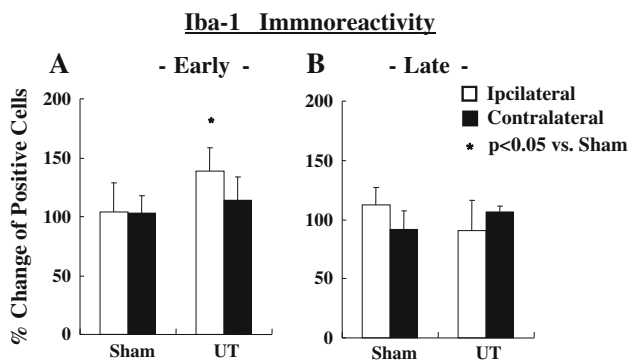 Iba-1 Immnoreactivity
A - Early -
% Change of Positive Cells
200
150
100
50
0
*
Sham UT
B - Late -
200
150
100
50
0
Ipcilateral
Contralateral
* p<0.05 vs. Sham
Sham UT